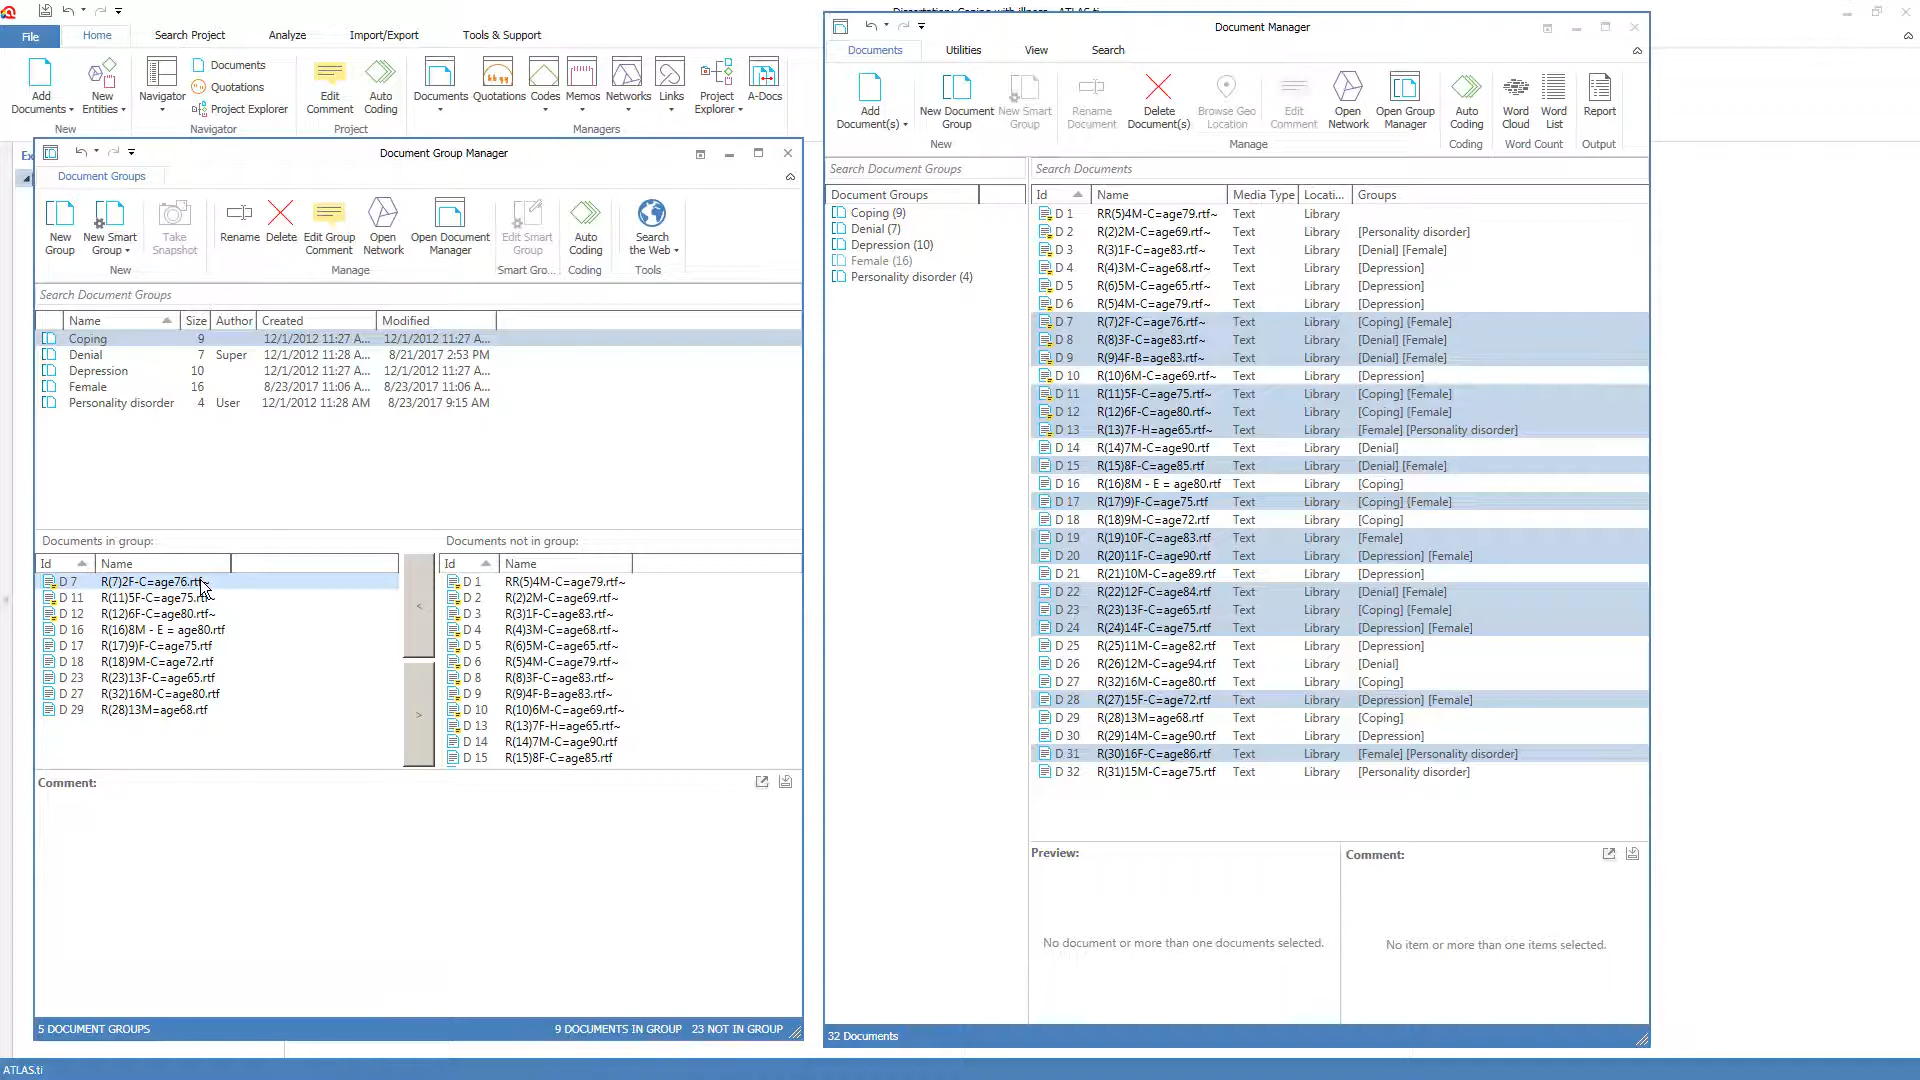 Dissertation: Coping with illness - ATLAS.ti
File Home Search Project Analyze Import/Export Tools & Support
Add Documents New Entities Navigator Documents Quotations Project Explorer Edit Comment Auto Coding Documents Quotations Codes Memos Networks Links Project Explorer A-Docs
New Navigator Project Managers
Ex
Document Group Manager
Document Groups
New Group New Smart Group Take Snapshot Rename Delete Edit Group Comment Open Network Open Document Manager Edit Smart Group Auto Coding Search the Web
New Manage Smart Gro... Coding Tools
Search Document Groups
Name Size Author Created Modified
Coping 9 12/1/2012 11:27 A... 12/1/2012 11:27 A...
Denial 7 Super 12/1/2012 11:28 A... 8/21/2017 2:53 PM
Depression 10 12/1/2012 11:27 A... 12/1/2012 11:27 A...
Female 16 8/23/2017 11:06 A... 8/23/2017 11:06 A...
Personality disorder 4 User 12/1/2012 11:28 AM 8/23/2017 9:15 AM
Documents in group:
Id Name
D 7 R(7)2F-C=age76.rtf~
D 11 R(11)5F-C=age75.rtf~
D 12 R(12)6F-C=age80.rtf~
D 16 R(16)8M - E = age80.rtf
D 17 R(17)9)F-C=age75.rtf
D 18 R(18)9M-C=age72.rtf
D 23 R(23)13F-C=age65.rtf
D 27 R(32)16M-C=age80.rtf
D 29 R(28)13M=age68.rtf
<
>
Documents not in group:
Id Name
D 1 RR(5)4M-C=age79.rtf~
D 2 R(2)2M-C=age69.rtf~
D 3 R(3)1F-C=age83.rtf~
D 4 R(4)3M-C=age68.rtf~
D 5 R(6)5M-C=age65.rtf~
D 6 R(5)4M-C=age79.rtf~
D 8 R(8)3F-C=age83.rtf~
D 9 R(9)4F-B=age83.rtf~
D 10 R(10)6M-C=age69.rtf~
D 13 R(13)7F-H=age65.rtf~
D 14 R(14)7M-C=age90.rtf
D 15 R(15)8F-C=age85.rtf
Comment:
5 DOCUMENT GROUPS 9 DOCUMENTS IN GROUP 23 NOT IN GROUP
Document Manager
Documents Utilities View Search
Add Document(s) New Document Group New Smart Group Rename Document Delete Document(s) Browse Geo Location Edit Comment Open Network Open Group Manager Auto Coding Word Cloud Word List Report
New Manage Coding Word Count Output
Search Document Groups
Document Groups
Coping (9)
Denial (7)
Depression (10)
Female (16)
Personality disorder (4)
Search Documents
Id Name Media Type Locati... Groups
D 1 RR(5)4M-C=age79.rtf~ Text Library
D 2 R(2)2M-C=age69.rtf~ Text Library [Personality disorder]
D 3 R(3)1F-C=age83.rtf~ Text Library [Denial] [Female]
D 4 R(4)3M-C=age68.rtf~ Text Library [Depression]
D 5 R(6)5M-C=age65.rtf~ Text Library [Depression]
D 6 R(5)4M-C=age79.rtf~ Text Library [Depression]
D 7 R(7)2F-C=age76.rtf~ Text Library [Coping] [Female]
D 8 R(8)3F-C=age83.rtf~ Text Library [Denial] [Female]
D 9 R(9)4F-B=age83.rtf~ Text Library [Denial] [Female]
D 10 R(10)6M-C=age69.rtf~ Text Library [Depression]
D 11 R(11)5F-C=age75.rtf~ Text Library [Coping] [Female]
D 12 R(12)6F-C=age80.rtf~ Text Library [Coping] [Female]
D 13 R(13)7F-H=age65.rtf~ Text Library [Female] [Personality disorder]
D 14 R(14)7M-C=age90.rtf Text Library [Denial]
D 15 R(15)8F-C=age85.rtf Text Library [Denial] [Female]
D 16 R(16)8M - E = age80.rtf Text Library [Coping]
D 17 R(17)9)F-C=age75.rtf Text Library [Coping] [Female]
D 18 R(18)9M-C=age72.rtf Text Library [Coping]
D 19 R(19)10F-C=age83.rtf Text Library [Female]
D 20 R(20)11F-C=age90.rtf Text Library [Depression] [Female]
D 21 R(21)10M-C=age89.rtf Text Library [Depression]
D 22 R(22)12F-C=age84.rtf Text Library [Denial] [Female]
D 23 R(23)13F-C=age65.rtf Text Library [Coping] [Female]
D 24 R(24)14F-C=age75.rtf Text Library [Depression] [Female]
D 25 R(25)11M-C=age82.rtf Text Library [Depression]
D 26 R(26)12M-C=age94.rtf Text Library [Denial]
D 27 R(32)16M-C=age80.rtf Text Library [Coping]
D 28 R(27)15F-C=age72.rtf Text Library [Depression] [Female]
D 29 R(28)13M=age68.rtf Text Library [Coping]
D 30 R(29)14M-C=age90.rtf Text Library [Depression]
D 31 R(30)16F-C=age86.rtf Text Library [Female] [Personality disorder]
D 32 R(31)15M-C=age75.rtf Text Library [Personality disorder]
Preview:
No document or more than one documents selected.
Comment:
No item or more than one items selected.
32 Documents
ATLAS.ti